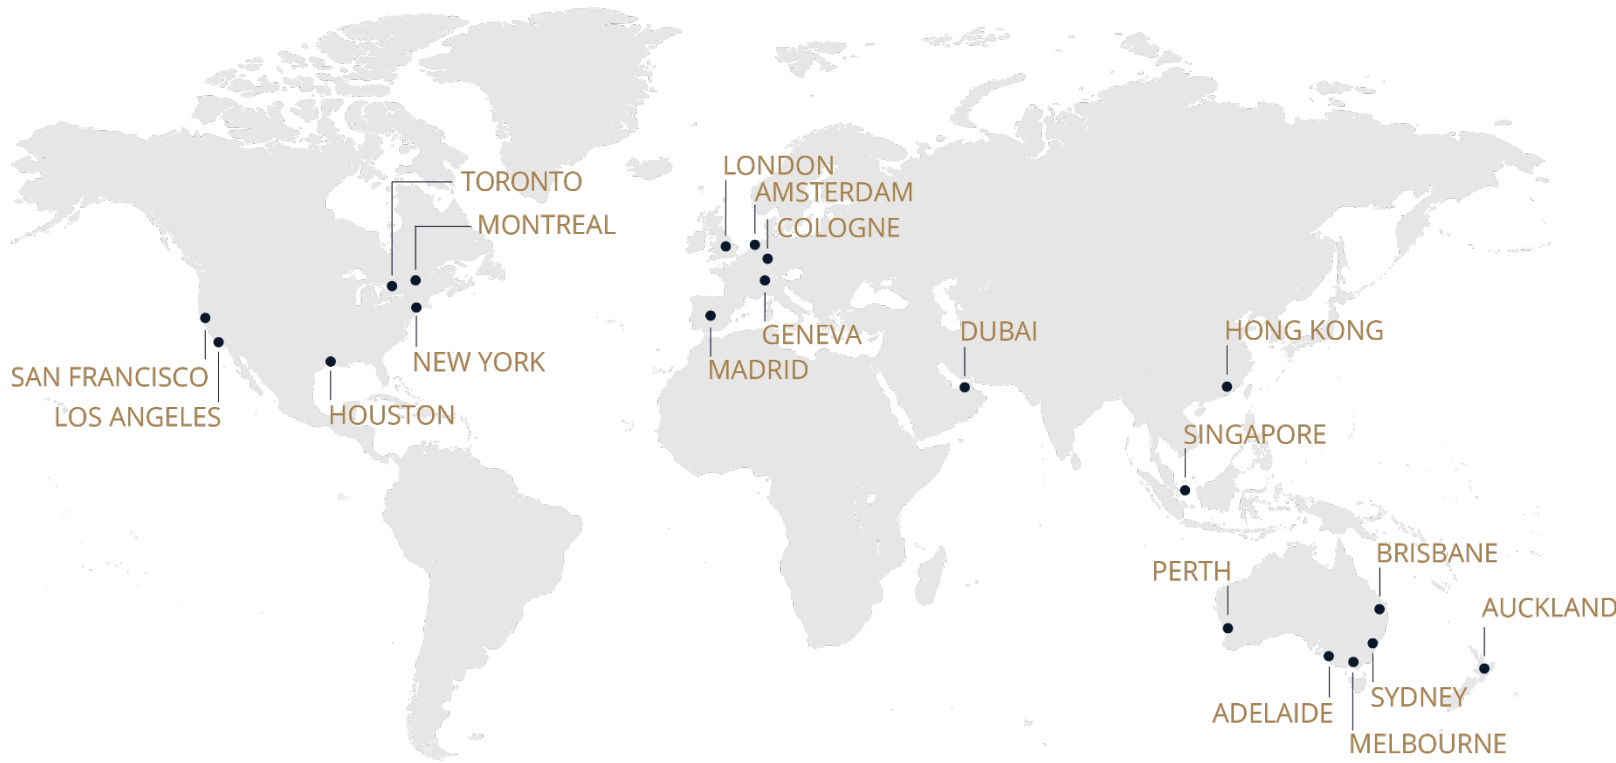 LONDON
TORONTO
AMSTERDAM
MONTREAL
COLOGNE
GENEVA
DUBAI
HONG KONG
NEW YORK
MADRID
SAN FRANCISCO
LOS ANGELES
HOUSTON
SINGAPORE
BRISBANE
PERTH
AUCKLAND
SYDNEY
ADELAIDE
MELBOURNE